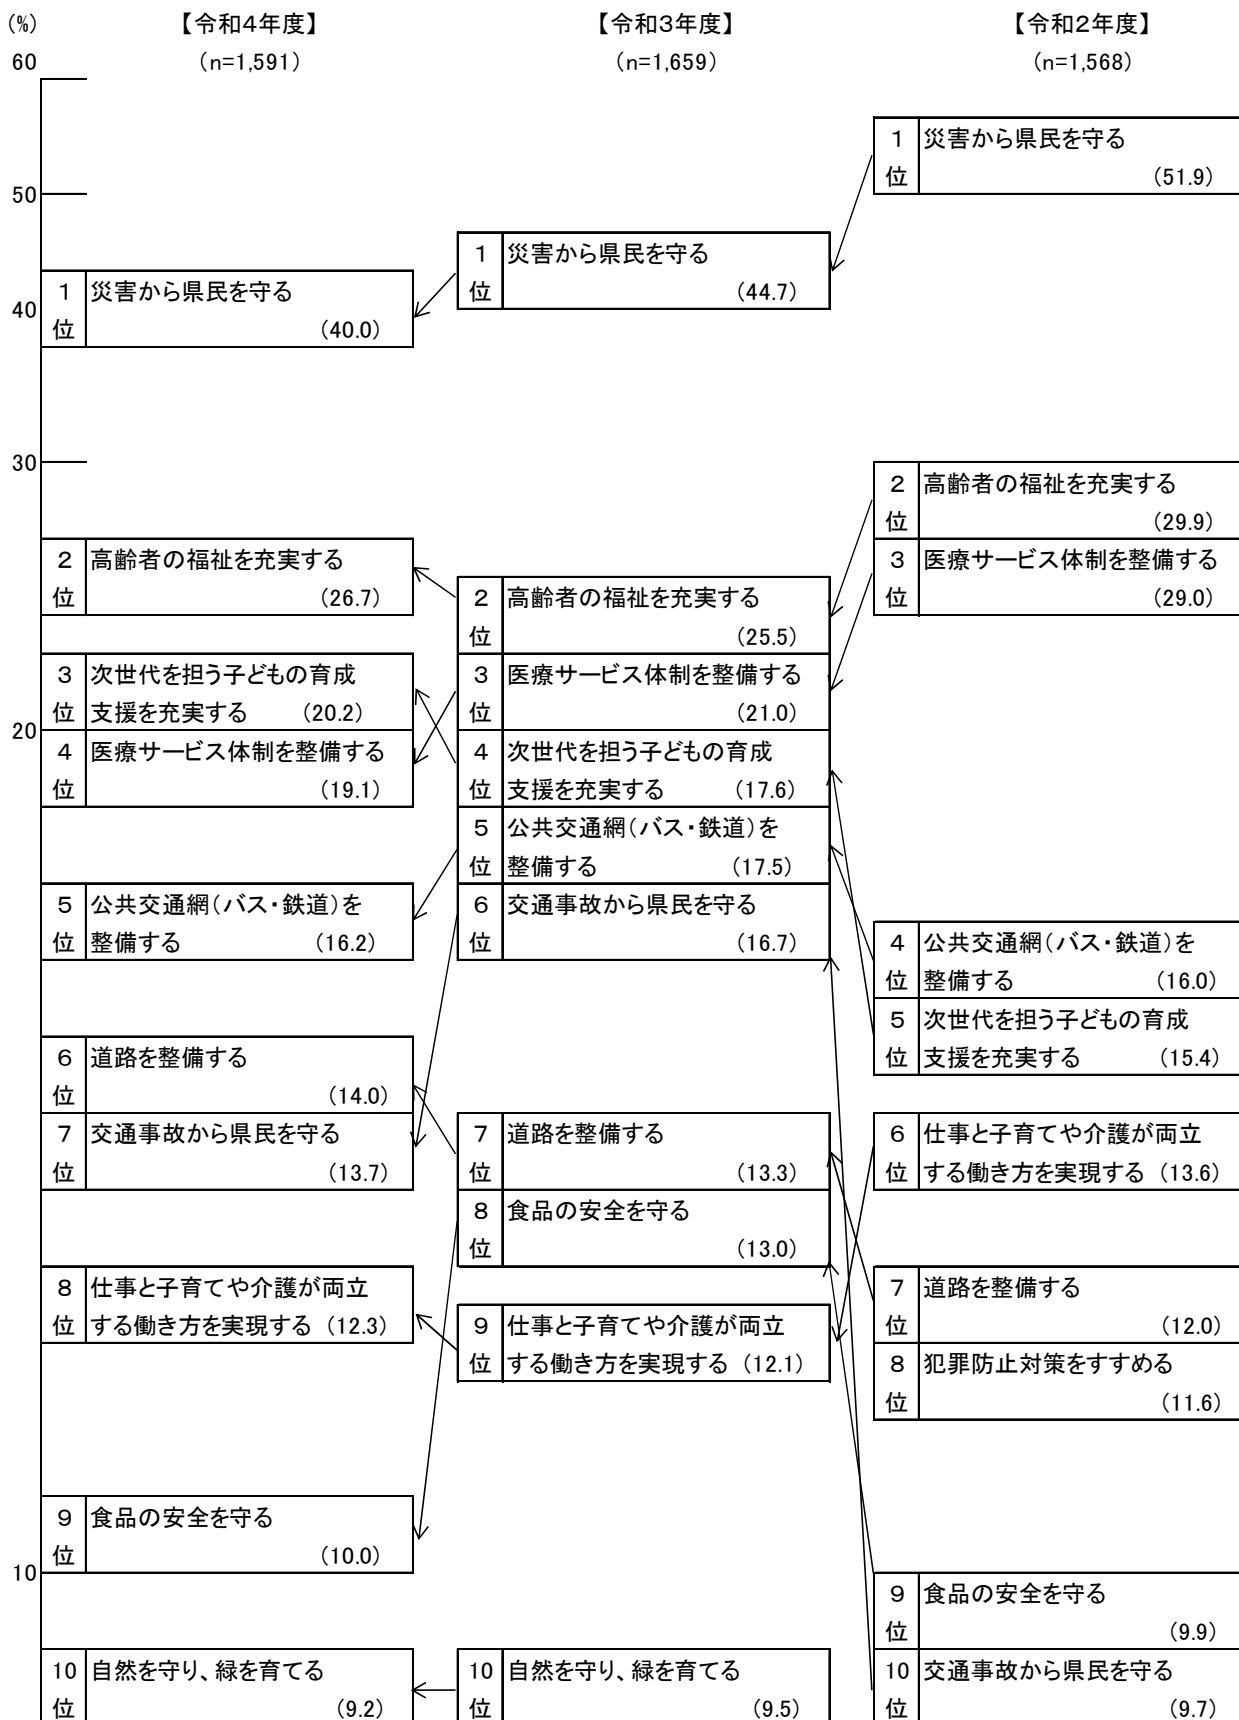 (%)
【令和4年度】
【令和3年度】
【令和2年度】
60
(n=1,591)
(n=1,659)
(n=1,568)
50
40
30
20
10
1位 災害から県民を守る
(40.0)
2位 高齢者の福祉を充実する
(26.7)
3位 次世代を担う子どもの育成
支援を充実する (20.2)
4位 医療サービス体制を整備する
(19.1)
5位 公共交通網(バス・鉄道)を
整備する (16.2)
6位 道路を整備する
(14.0)
7位 交通事故から県民を守る
(13.7)
8位 仕事と子育てや介護が両立
する働き方を実現する (12.3)
9位 食品の安全を守る
(10.0)
10位 自然を守り、緑を育てる
(9.2)
1位 災害から県民を守る
(44.7)
2位 高齢者の福祉を充実する
(25.5)
3位 医療サービス体制を整備する
(21.0)
4位 次世代を担う子どもの育成
支援を充実する (17.6)
5位 公共交通網(バス・鉄道)を
整備する (17.5)
6位 交通事故から県民を守る
(16.7)
7位 道路を整備する
(13.3)
8位 食品の安全を守る
(13.0)
9位 仕事と子育てや介護が両立
する働き方を実現する (12.1)
10位 自然を守り、緑を育てる
(9.5)
1位 災害から県民を守る
(51.9)
2位 高齢者の福祉を充実する
(29.9)
3位 医療サービス体制を整備する
(29.0)
4位 公共交通網(バス・鉄道)を
整備する (16.0)
5位 次世代を担う子どもの育成
支援を充実する (15.4)
6位 仕事と子育てや介護が両立
する働き方を実現する (13.6)
7位 道路を整備する
(12.0)
8位 犯罪防止対策をすすめる
(11.6)
9位 食品の安全を守る
(9.9)
10位 交通事故から県民を守る
(9.7)